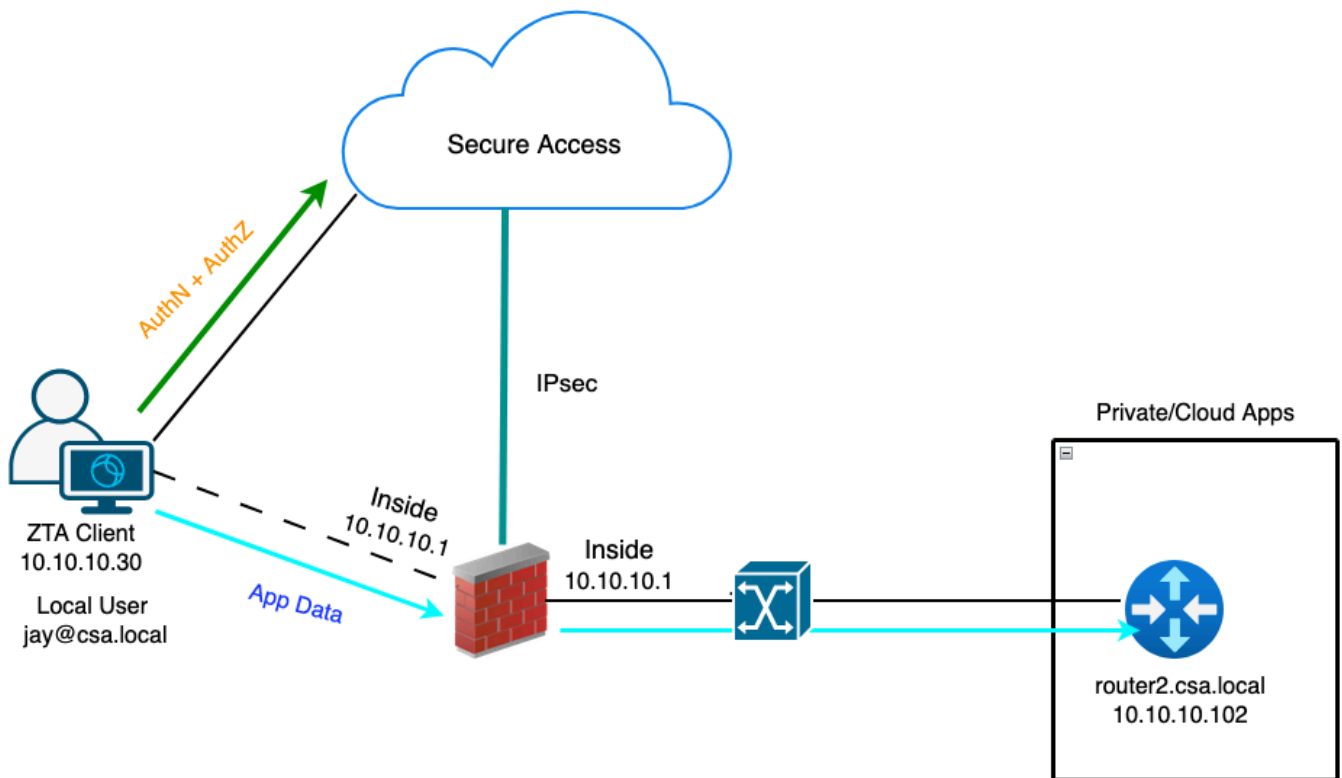 Secure Access
AuthN + AuthZ
IPsec
Private/Cloud Apps
Inside
10.10.10.1
Inside
10.10.10.1
ZTA Client
10.10.10.30
App Data
Local User
jay@csa.local
router2.csa.local
10.10.10.102